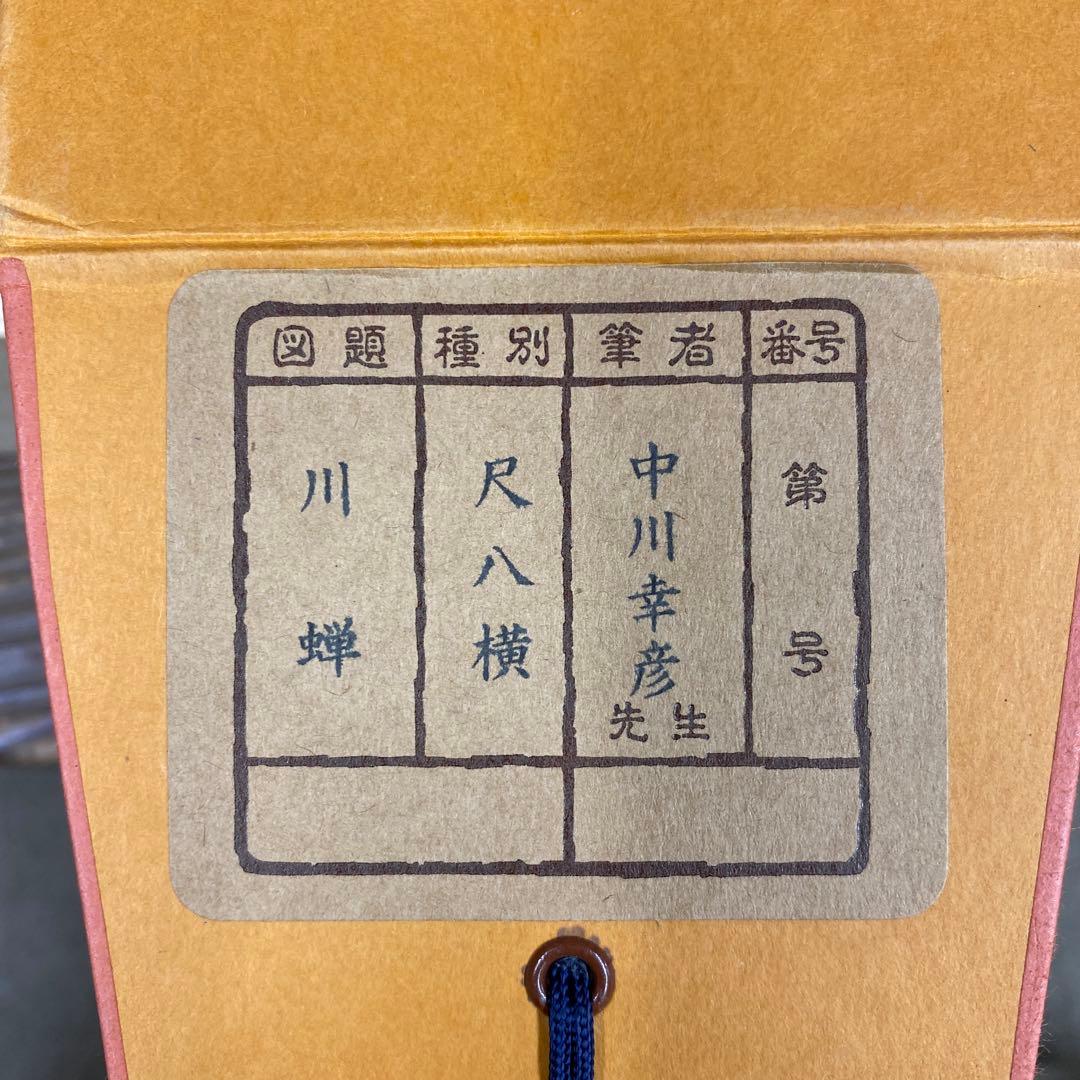 番号
第　号
筆者
中川幸彦
先生
種別
尺八横
図題
川蝉